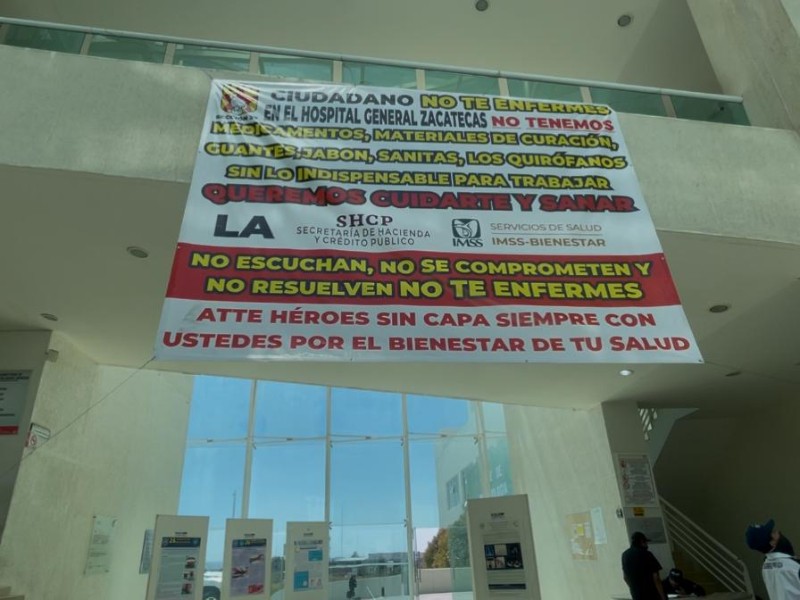 CIUDADANO NO TE ENFERMES
EN EL HOSPITAL GENERAL ZACATECAS NO TENEMOS
MEDICAMENTOS, MATERIALES DE CURACIÓN,
GUANTES, JABON, SANITAS, LOS QUIRÓFANOS
SIN LO INDISPENSABLE PARA TRABAJAR
QUEREMOS CUIDARTE Y SANAR
LA
SHCP
SECRETARÍA DE HACIENDA
Y CRÉDITO PÚBLICO
IMSS
SERVICIOS DE SALUD
IMSS-BIENESTAR
NO ESCUCHAN, NO SE COMPROMETEN Y
NO RESUELVEN NO TE ENFERMES
ATTE HÉROES SIN CAPA SIEMPRE CON
USTEDES POR EL BIENESTAR DE TU SALUD